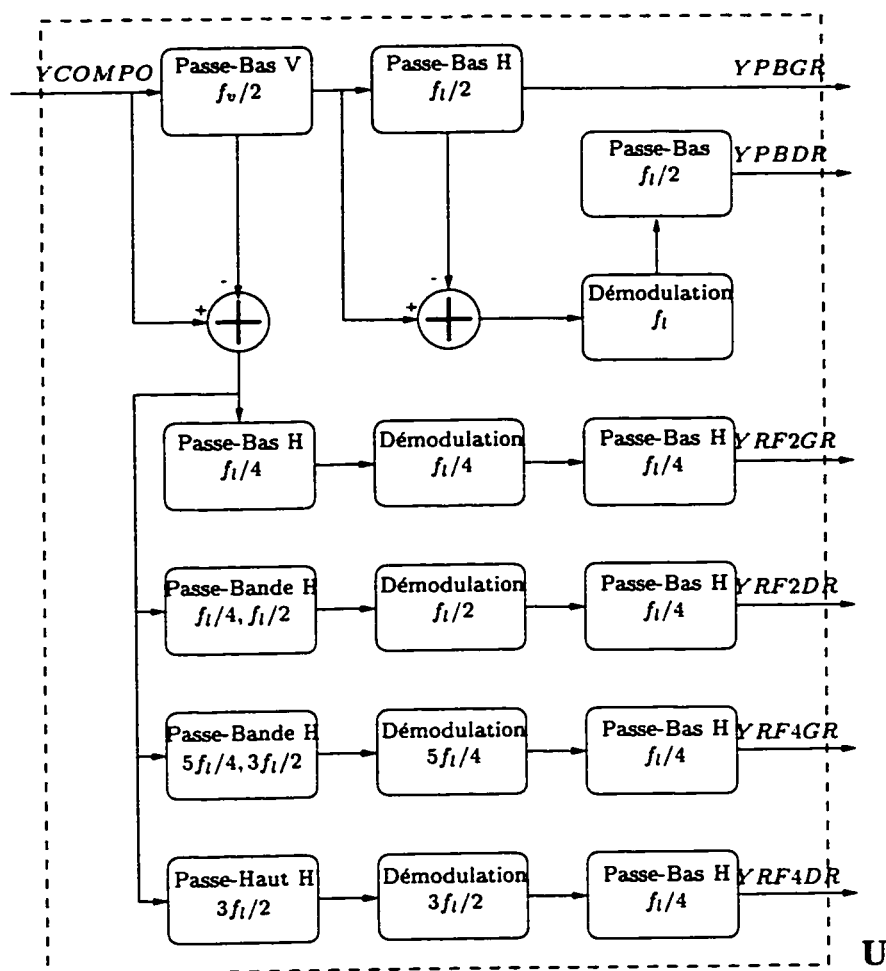 YCOMPO
Passe-Bas V
f_v/2
Passe-Bas H
f_l/2
YPBGR
Passe-Bas
f_l/2
YPBDR
-
+
-
+
Démodulation
f_l
Passe-Bas H
f_l/4
Démodulation
f_l/4
Passe-Bas H
f_l/4
YRF2GR
Passe-Bande H
f_l/4, f_l/2
Démodulation
f_l/2
Passe-Bas H
f_l/4
YRF2DR
Passe-Bande H
5f_l/4, 3f_l/2
Démodulation
5f_l/4
Passe-Bas H
f_l/4
YRF4GR
Passe-Haut H
3f_l/2
Démodulation
3f_l/2
Passe-Bas H
f_l/4
YRF4DR
U